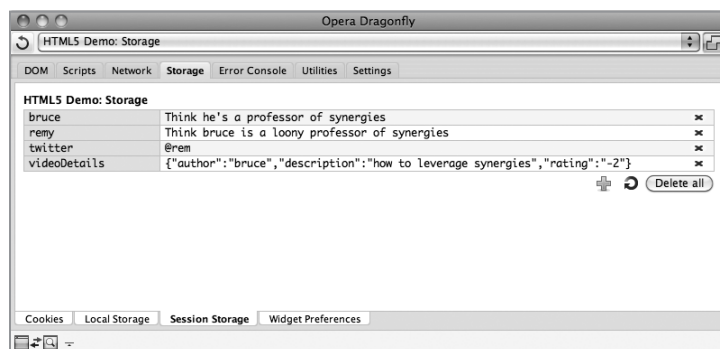 Opera Dragonfly
HTML5 Demo: Storage
DOM Scripts Network Storage Error Console Utilities Settings
HTML5 Demo: Storage
bruce Think he's a professor of synergies
remy Think bruce is a loony professor of synergies
twitter @rem
videoDetails {"author":"bruce","description":"how to leverage synergies","rating":"-2"}
Delete all
Cookies Local Storage Session Storage Widget Preferences